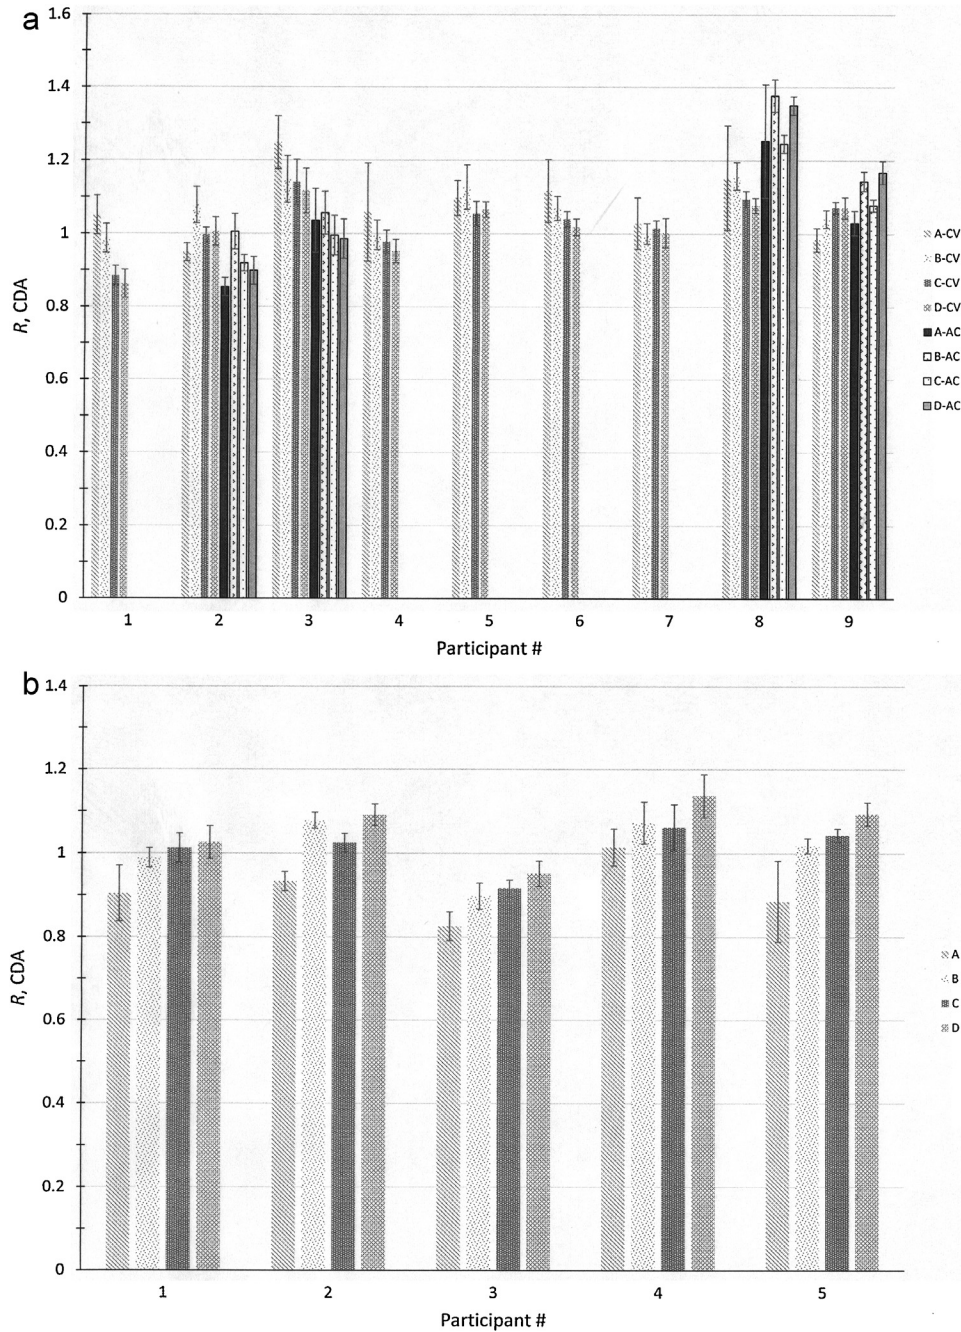 a
1.6
1.4
1.2
1
0.8
0.6
0.4
0.2
0
R, CDA
1 2 3 4 5 6 7 8 9
Participant #
A-CV
B-CV
C-CV
D-CV
A-AC
B-AC
C-AC
D-AC
b
1.4
1.2
1
0.8
0.6
0.4
0.2
0
R, CDA
1 2 3 4 5
Participant #
A
B
C
D